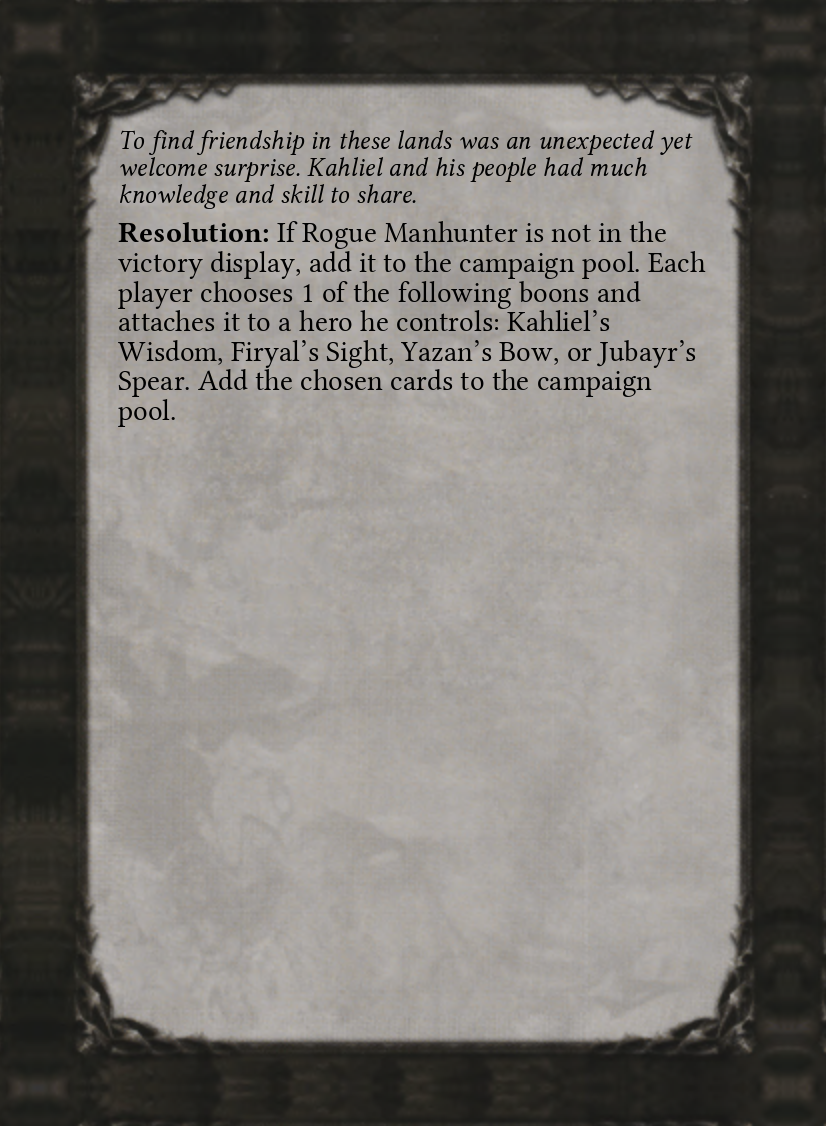 To find friendship in these lands was an unexpected yet
welcome surprise. Kahliel and his people had much
knowledge and skill to share.
Resolution: If Rogue Manhunter is not in the
victory display, add it to the campaign pool. Each
player chooses 1 of the following boons and
attaches it to a hero he controls: Kahliel’s
Wisdom, Firyal’s Sight, Yazan’s Bow, or Jubayr’s
Spear. Add the chosen cards to the campaign
pool.